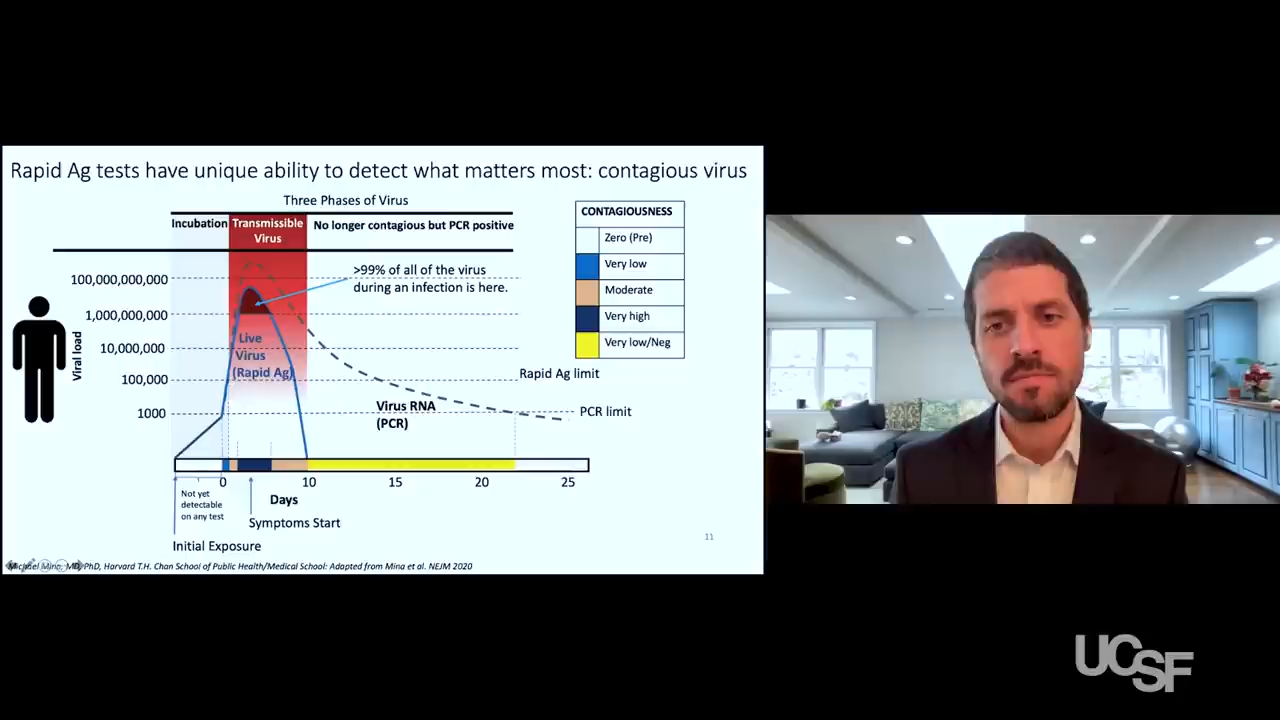 Rapid Ag tests have unique ability to detect what matters most: contagious virus
Three Phases of Virus
Incubation
Transmissible
Virus
No longer contagious but PCR positive
CONTAGIOUSNESS
Zero (Pre)
Very low
Moderate
Very high
Very low/Neg
>99% of all of the virus
during an infection is here.
Viral load
100,000,000,000
1,000,000,000
10,000,000
100,000
1000
Live
Virus
(Rapid Ag)
Rapid Ag limit
Virus RNA
(PCR)
PCR limit
0
10
15
20
25
Days
Not yet
detectable
on any test
Symptoms Start
Initial Exposure
11
Michael Mina, MD/PhD, Harvard T.H. Chan School of Public Health/Medical School: Adapted from Mina et al. NEJM 2020
UCSF